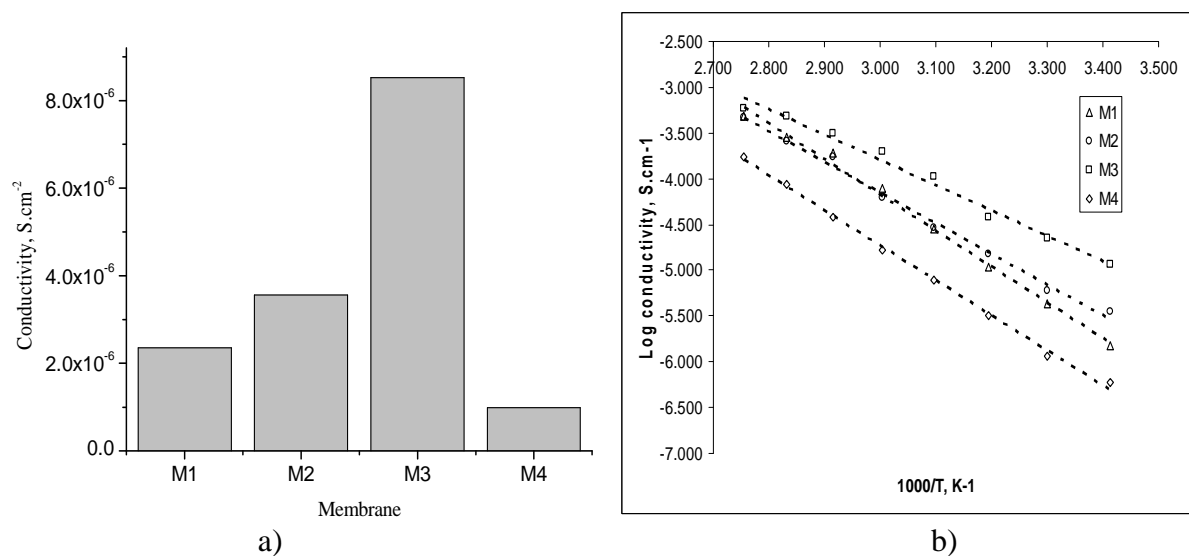 8.0x10-6
6.0x10-6
4.0x10-6
2.0x10-6
0.0
Conductivity, S.cm-2
M1 M2 M3 M4
Membrane
a)
-2.500
2.700 2.800 2.900 3.000 3.100 3.200 3.300 3.400 3.500
-3.000
-3.500
-4.000
-4.500
-5.000
-5.500
-6.000
-6.500
-7.000
Log conductivity, S.cm-1
M1
M2
M3
M4
1000/T, K-1
b)